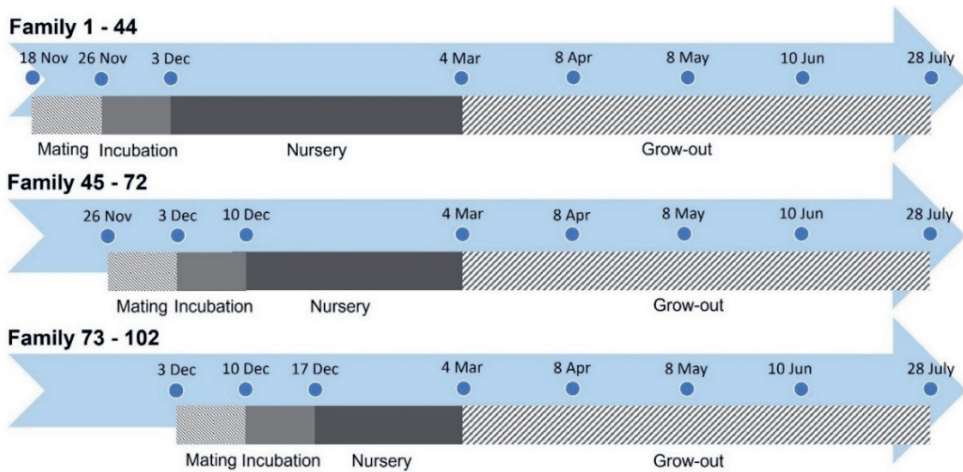 Family 1 - 44
18 Nov 26 Nov 3 Dec 4 Mar 8 Apr 8 May 10 Jun 28 July
Mating Incubation Nursery Grow-out
Family 45 - 72
26 Nov 3 Dec 10 Dec 4 Mar 8 Apr 8 May 10 Jun 28 July
Mating Incubation Nursery Grow-out
Family 73 - 102
3 Dec 10 Dec 17 Dec 4 Mar 8 Apr 8 May 10 Jun 28 July
Mating Incubation Nursery Grow-out